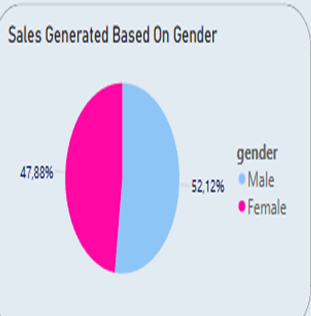 Sales Generated Based On Gender
47,88%
52,12%
gender
Male
Female